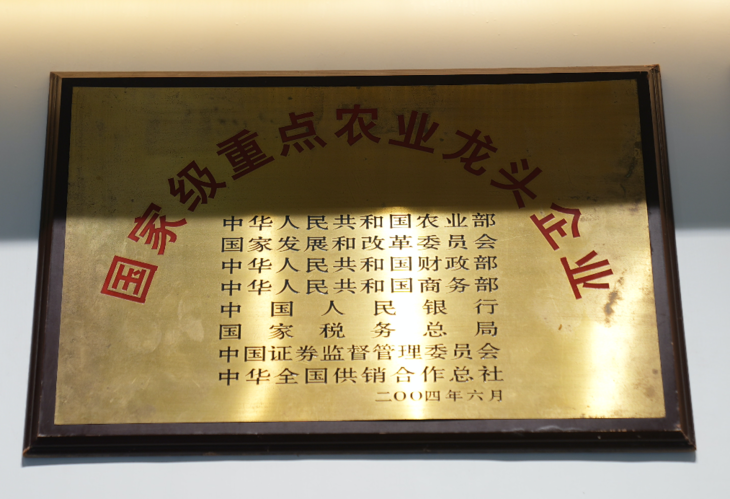 国家级重点农业龙头企业
中华人民共和国农业部
国家发展和改革委员会
中华人民共和国财政部
中华人民共和国商务部
中国人民银行
国家税务总局
中国证券监督管理委员会
中华全国供销合作总社
二〇〇四年六月